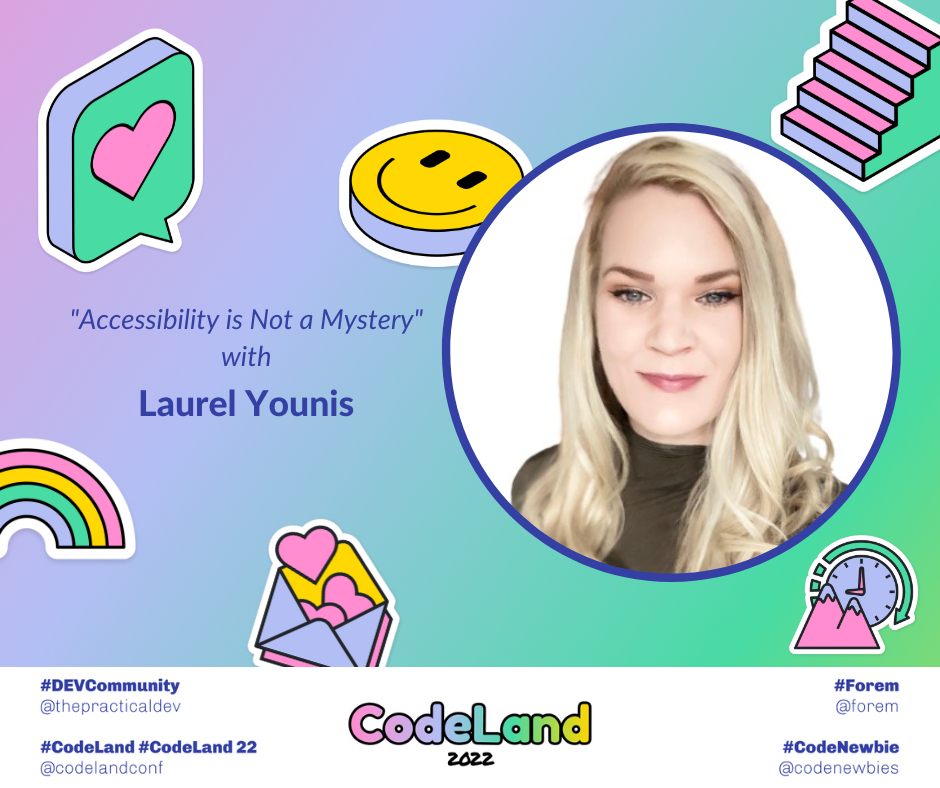 "Accessibility is Not a Mystery"
with
Laurel Younis
#DEVCommunity
@thepracticaldev
#CodeLand #CodeLand 22
@codelandconf
CodeLand
2022
#Forem
@forem
#CodeNewbie
@codenewbies